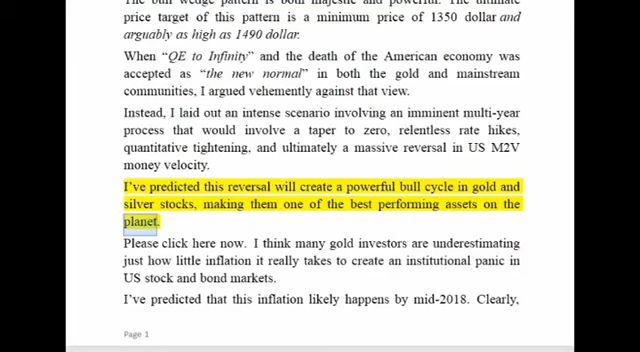 The bull wedge pattern is both majestic and powerful. The ultimate
price target of this pattern is a minimum price of 1350 dollar and
arguably as high as 1490 dollar.
When “QE to Infinity” and the death of the American economy was
accepted as “the new normal” in both the gold and mainstream
communities, I argued vehemently against that view.
Instead, I laid out an intense scenario involving an imminent multi-year
process that would involve a taper to zero, relentless rate hikes,
quantitative tightening, and ultimately a massive reversal in US M2V
money velocity.
I’ve predicted this reversal will create a powerful bull cycle in gold and
silver stocks, making them one of the best performing assets on the
planet.
Please click here now. I think many gold investors are underestimating
just how little inflation it really takes to create an institutional panic in
US stock and bond markets.
I’ve predicted that this inflation likely happens by mid-2018. Clearly,
Page 1